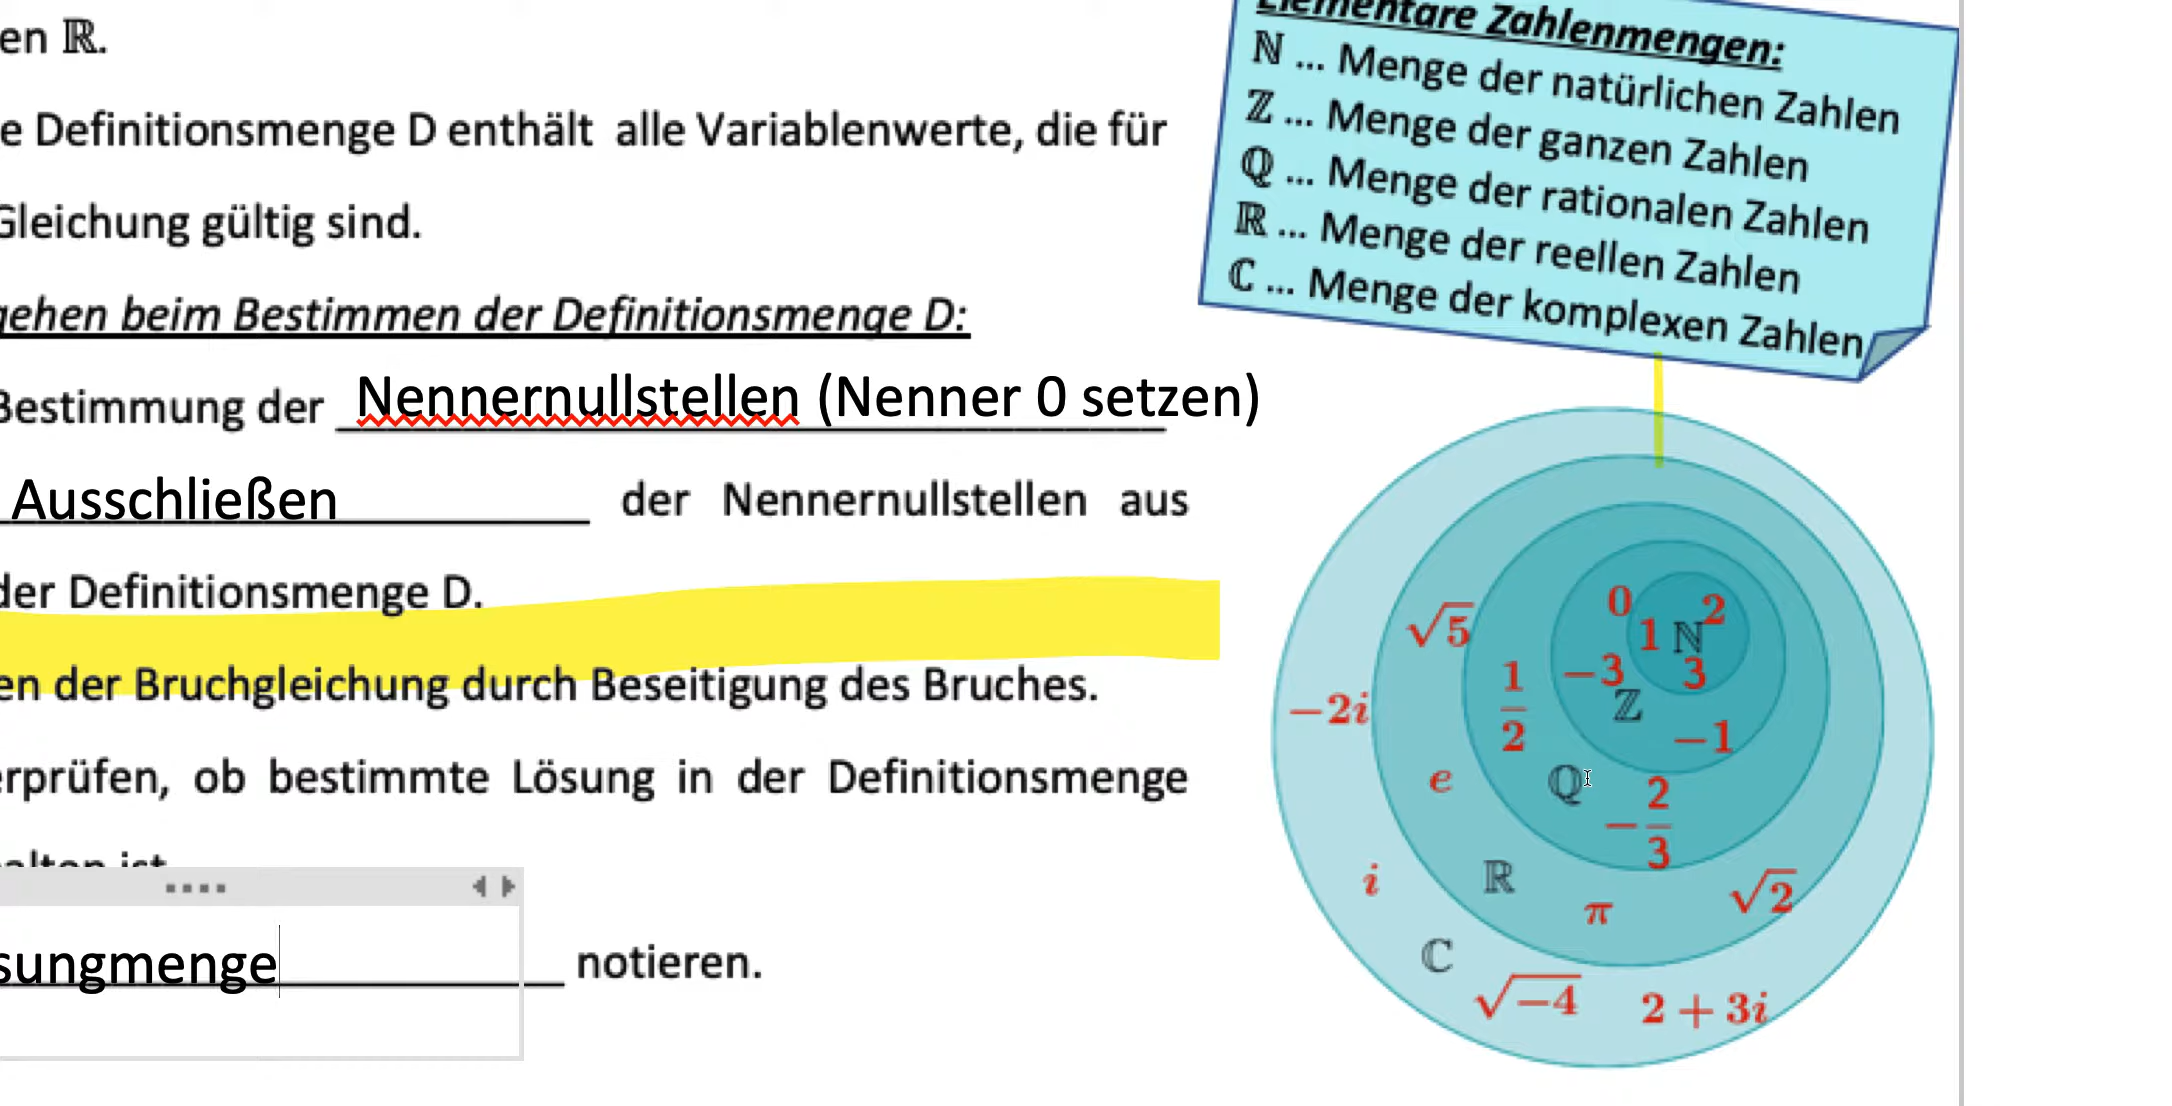 en ℝ.
e Definitionsmenge D enthält alle Variablenwerte, die für
Gleichung gültig sind.
gehen beim Bestimmen der Definitionsmenge D:
Bestimmung der Nennernullstellen (Nenner 0 setzen)
Ausschließen der Nennernullstellen aus
der Definitionsmenge D.
en der Bruchgleichung durch Beseitigung des Bruches.
erprüfen, ob bestimmte Lösung in der Definitionsmenge
alten ist
sungmenge notieren.
Elementare Zahlenmengen:
ℕ ... Menge der natürlichen Zahlen
ℤ ... Menge der ganzen Zahlen
ℚ ... Menge der rationalen Zahlen
ℝ ... Menge der reellen Zahlen
ℂ ... Menge der komplexen Zahlen
0 2
1 ℕ
√5 −3 3
1/2 ℤ
−2i −1
e ℚ −2/3
i ℝ π √2
ℂ √−4 2 + 3i